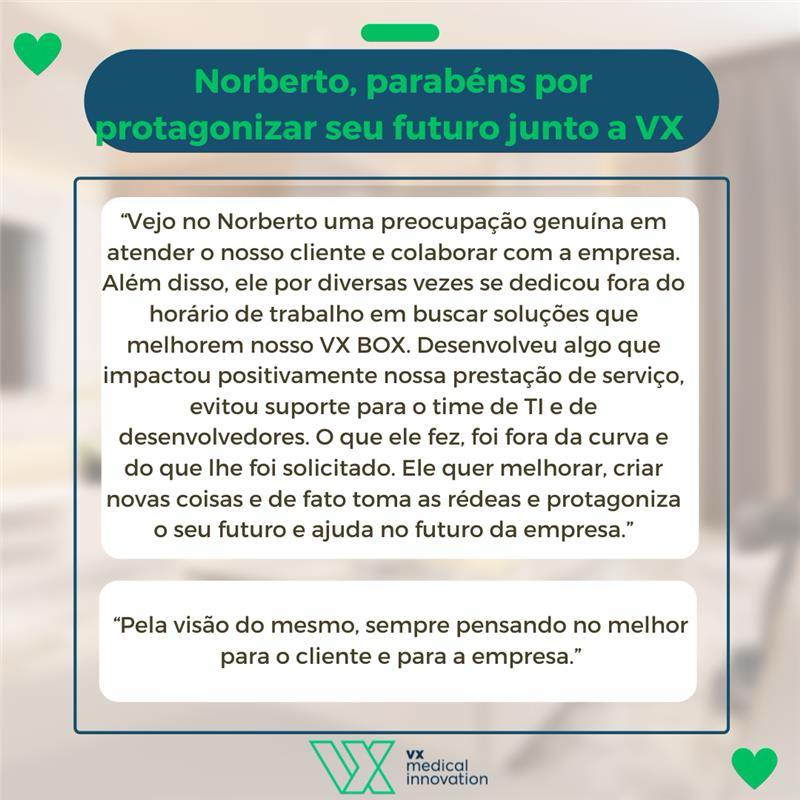 Norberto, parabéns por
protagonizar seu futuro junto a VX
“Vejo no Norberto uma preocupação genuína em
atender o nosso cliente e colaborar com a empresa.
Além disso, ele por diversas vezes se dedicou fora do
horário de trabalho em buscar soluções que
melhorem nosso VX BOX. Desenvolveu algo que
impactou positivamente nossa prestação de serviço,
evitou suporte para o time de TI e de
desenvolvedores. O que ele fez, foi fora da curva e
do que lhe foi solicitado. Ele quer melhorar, criar
novas coisas e de fato toma as rédeas e protagoniza
o seu futuro e ajuda no futuro da empresa.”
“Pela visão do mesmo, sempre pensando no melhor
para o cliente e para a empresa.”
VX
VX
medical
innovation